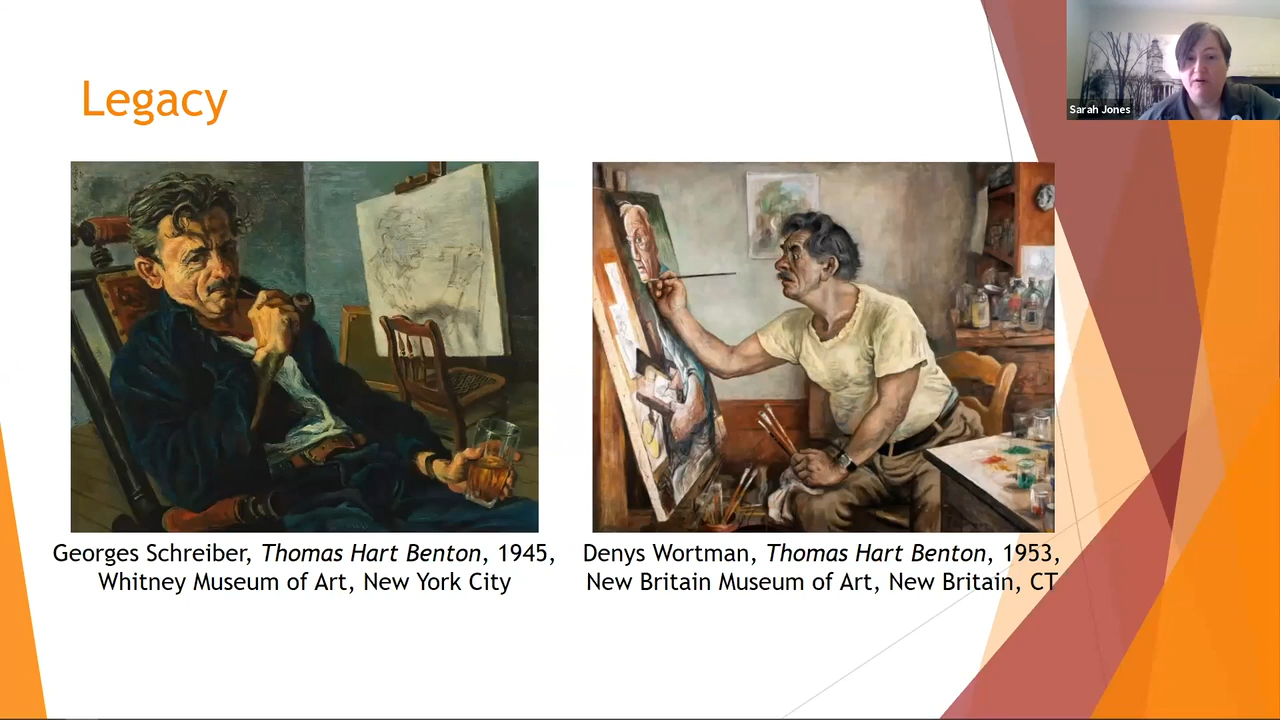 Legacy
Sarah Jones
Georges Schreiber, Thomas Hart Benton, 1945,
Whitney Museum of Art, New York City
Denys Wortman, Thomas Hart Benton, 1953,
New Britain Museum of Art, New Britain, CT